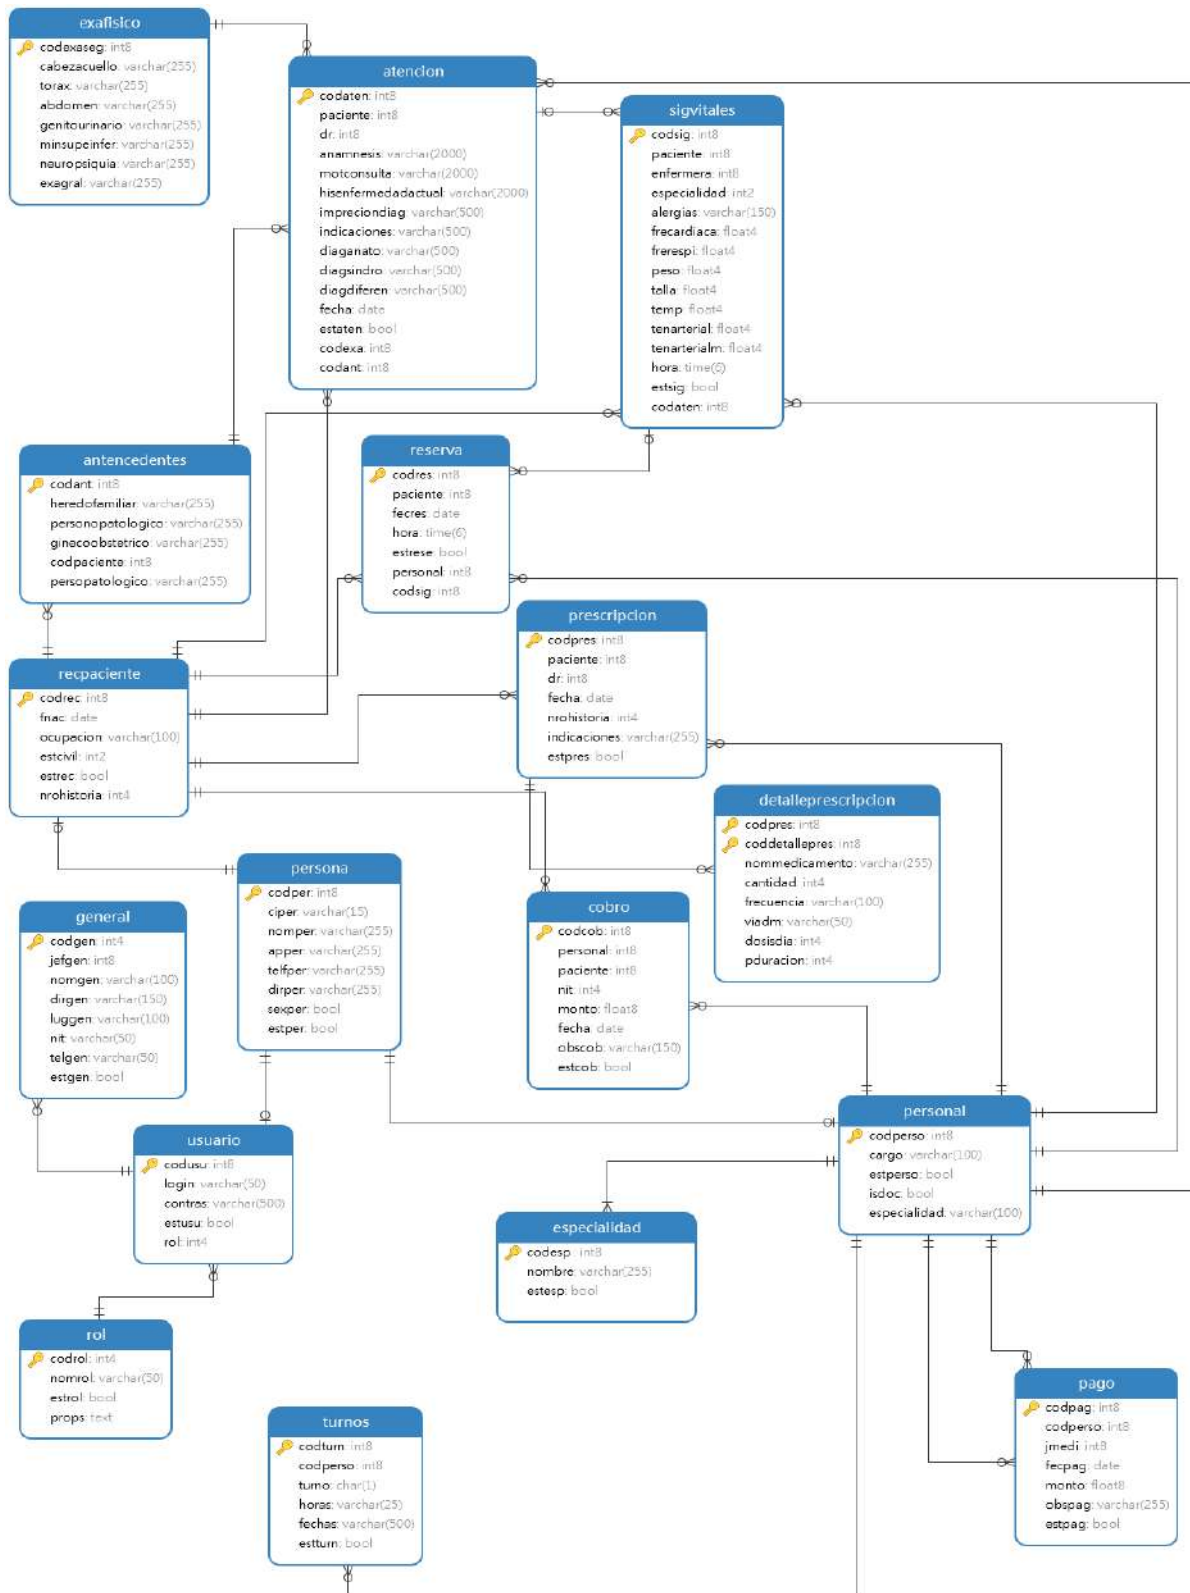 exafisico
codexaseg: int8
cabezacuello: varchar(255)
torax: varchar(255)
abdomen: varchar(255)
genitourinario: varchar(255)
minsupeinfer: varchar(255)
neuropsiquia: varchar(255)
exagral: varchar(255)
atencion
codaten: int8
paciente: int8
dr: int8
anamnesis: varchar(2000)
motconsulta: varchar(2000)
hisenfermedadactual: varchar(2000)
impreciondiag: varchar(500)
indicaciones: varchar(500)
diaganato: varchar(500)
diagsindro: varchar(500)
diagdiferen: varchar(500)
fecha: date
estaten: bool
codexa: int8
codant: int8
sigvitales
codsig: int8
paciente: int8
enfermera: int8
especialidad: int2
alergias: varchar(150)
frecardiaca: float4
frerespi: float4
peso: float4
talla: float4
temp: float4
tenarterial: float4
tenarterialm: float4
hora: time(6)
estsig: bool
codaten: int8
antencedentes
codant: int8
heredofamiliar: varchar(255)
personopatologico: varchar(255)
ginecoobstetrico: varchar(255)
codpaciente: int8
persopatologico: varchar(255)
reserva
codres: int8
paciente: int8
fecres: date
hora: time(6)
estrese: bool
personal: int8
codsig: int8
prescripcion
codpres: int8
paciente: int8
dr: int8
fecha: date
nrohistoria: int4
indicaciones: varchar(255)
estpres: bool
recpaciente
codrec: int8
fnac: date
ocupacion: varchar(100)
estcivil: int2
estrec: bool
nrohistoria: int4
detalleprescripcion
codpres: int8
coddetallepres: int8
nommedicamento: varchar(255)
cantidad: int4
frecuencia: varchar(100)
viadm: varchar(50)
dosisdia: int4
pduracion: int4
persona
codper: int8
ciper: varchar(15)
nomper: varchar(255)
apper: varchar(255)
telfper: varchar(255)
dirper: varchar(255)
sexper: bool
estper: bool
general
codgen: int4
jefgen: int8
nomgen: varchar(100)
dirgen: varchar(150)
luggen: varchar(100)
nit: varchar(50)
telgen: varchar(50)
estgen: bool
cobro
codcob: int8
personal: int8
paciente: int8
nit: int4
monto: float8
fecha: date
obscob: varchar(150)
estcob: bool
personal
codperso: int8
cargo: varchar(100)
estperso: bool
isdoc: bool
especialidad: varchar(100)
usuario
codusu: int8
login: varchar(50)
contras: varchar(500)
estusu: bool
rol: int4
especialidad
codesp: int8
nombre: varchar(255)
estesp: bool
rol
codrol: int4
nomrol: varchar(50)
estrol: bool
props: text
turnos
codturn: int8
codperso: int8
turno: char(1)
horas: varchar(25)
fechas: varchar(500)
estturn: bool
pago
codpag: int8
codperso: int8
jmedi: int8
fecpag: date
monto: float8
obspag: varchar(255)
estpag: bool